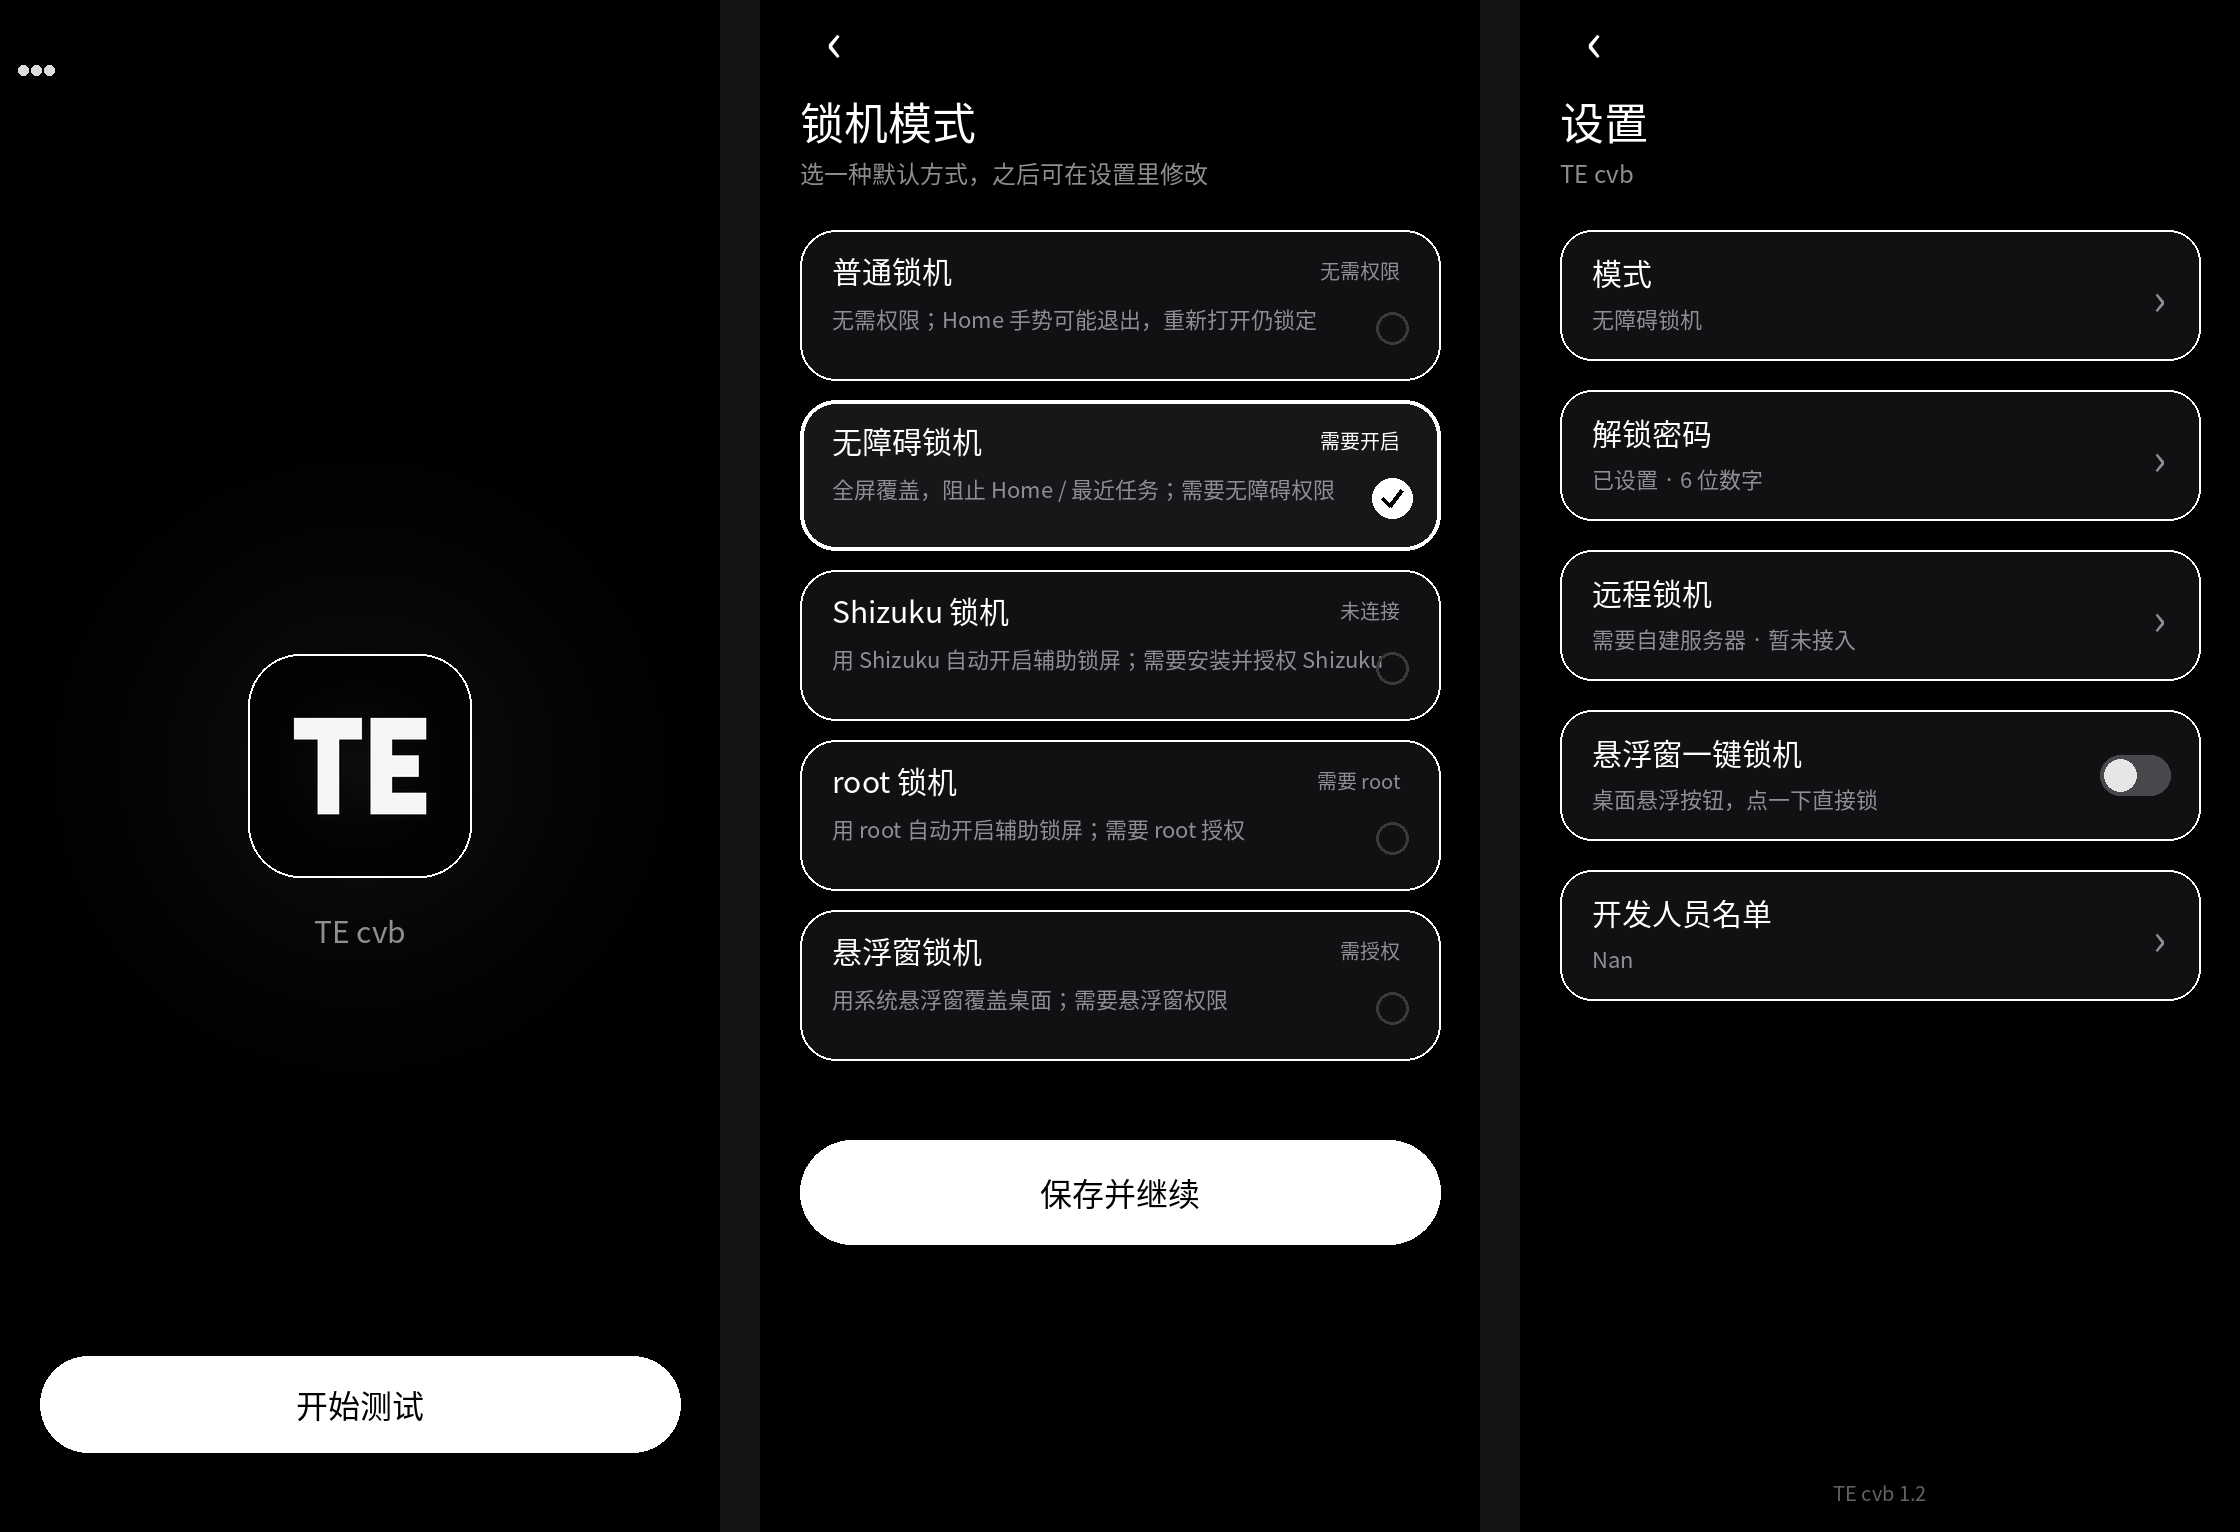 TE
TE cvb
开始测试
锁机模式
选一种默认方式，之后可在设置里修改
普通锁机
无需权限
无需权限；Home 手势可能退出，重新打开仍锁定
无障碍锁机
需要开启
全屏覆盖，阻止 Home / 最近任务；需要无障碍权限
Shizuku 锁机
未连接
用 Shizuku 自动开启辅助锁屏；需要安装并授权 Shizuku
root 锁机
需要 root
用 root 自动开启辅助锁屏；需要 root 授权
悬浮窗锁机
需授权
用系统悬浮窗覆盖桌面；需要悬浮窗权限
保存并继续
设置
TE cvb
模式
无障碍锁机
解锁密码
已设置 · 6 位数字
远程锁机
需要自建服务器 · 暂未接入
悬浮窗一键锁机
桌面悬浮按钮，点一下直接锁
开发人员名单
Nan
TE cvb 1.2